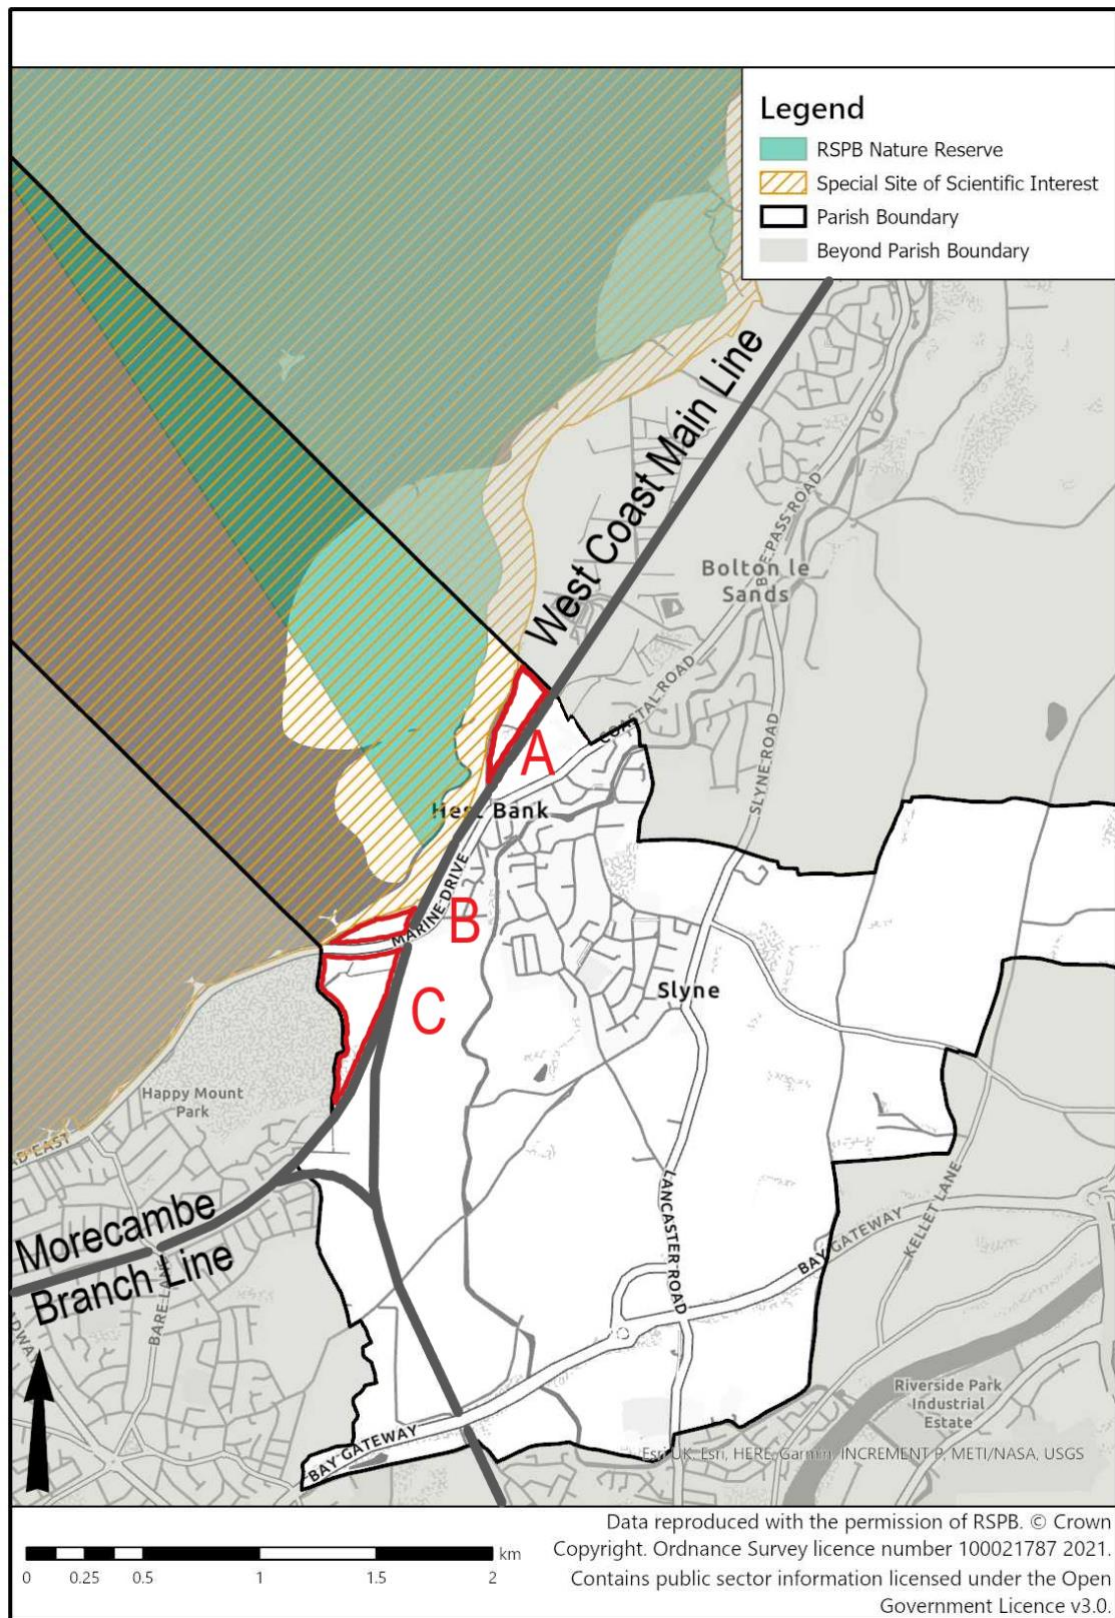 Legend
RSPB Nature Reserve
Special Site of Scientific Interest
Parish Boundary
Beyond Parish Boundary
West Coast Main Line
BY-PASS ROAD
Bolton le
Sands
COASTAL ROAD
SLYNE ROAD
A
Hest Bank
MARINE DRIVE
B
Slyne
C
Happy Mount
Park
AD EAST
Morecambe
Branch Line
BARE LANE
LANCASTER ROAD
BAY GATEWAY
KELLET LANE
Riverside Park
Industrial
Estate
BAY GATEWAY
Esri UK, Esri, HERE, Garmin, INCREMENT P, METI/NASA, USGS
0 0.25 0.5 1 1.5 2 km
Data reproduced with the permission of RSPB. © Crown
Copyright. Ordnance Survey licence number 100021787 2021.
Contains public sector information licensed under the Open
Government Licence v3.0.